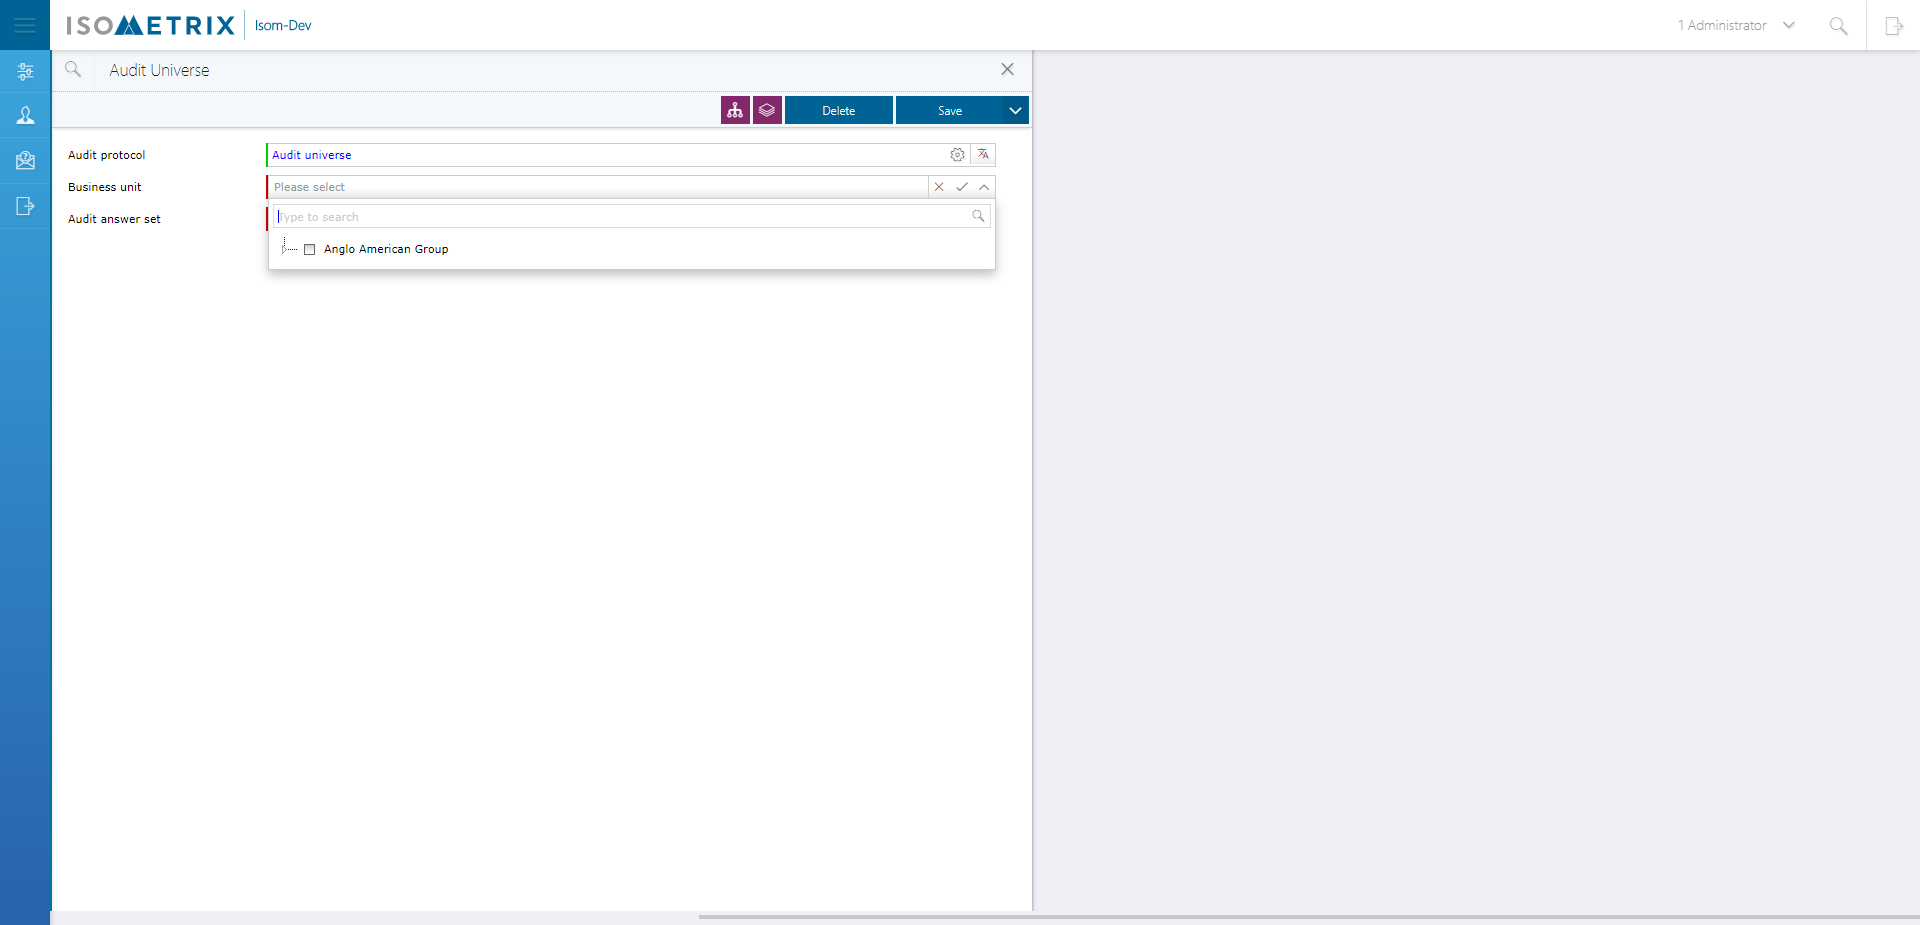 ISOMETRIX Isom-Dev 1 Administrator
Audit Universe
Delete Save
Audit protocol Audit universe
Business unit Please select
Audit answer set Type to search
Anglo American Group